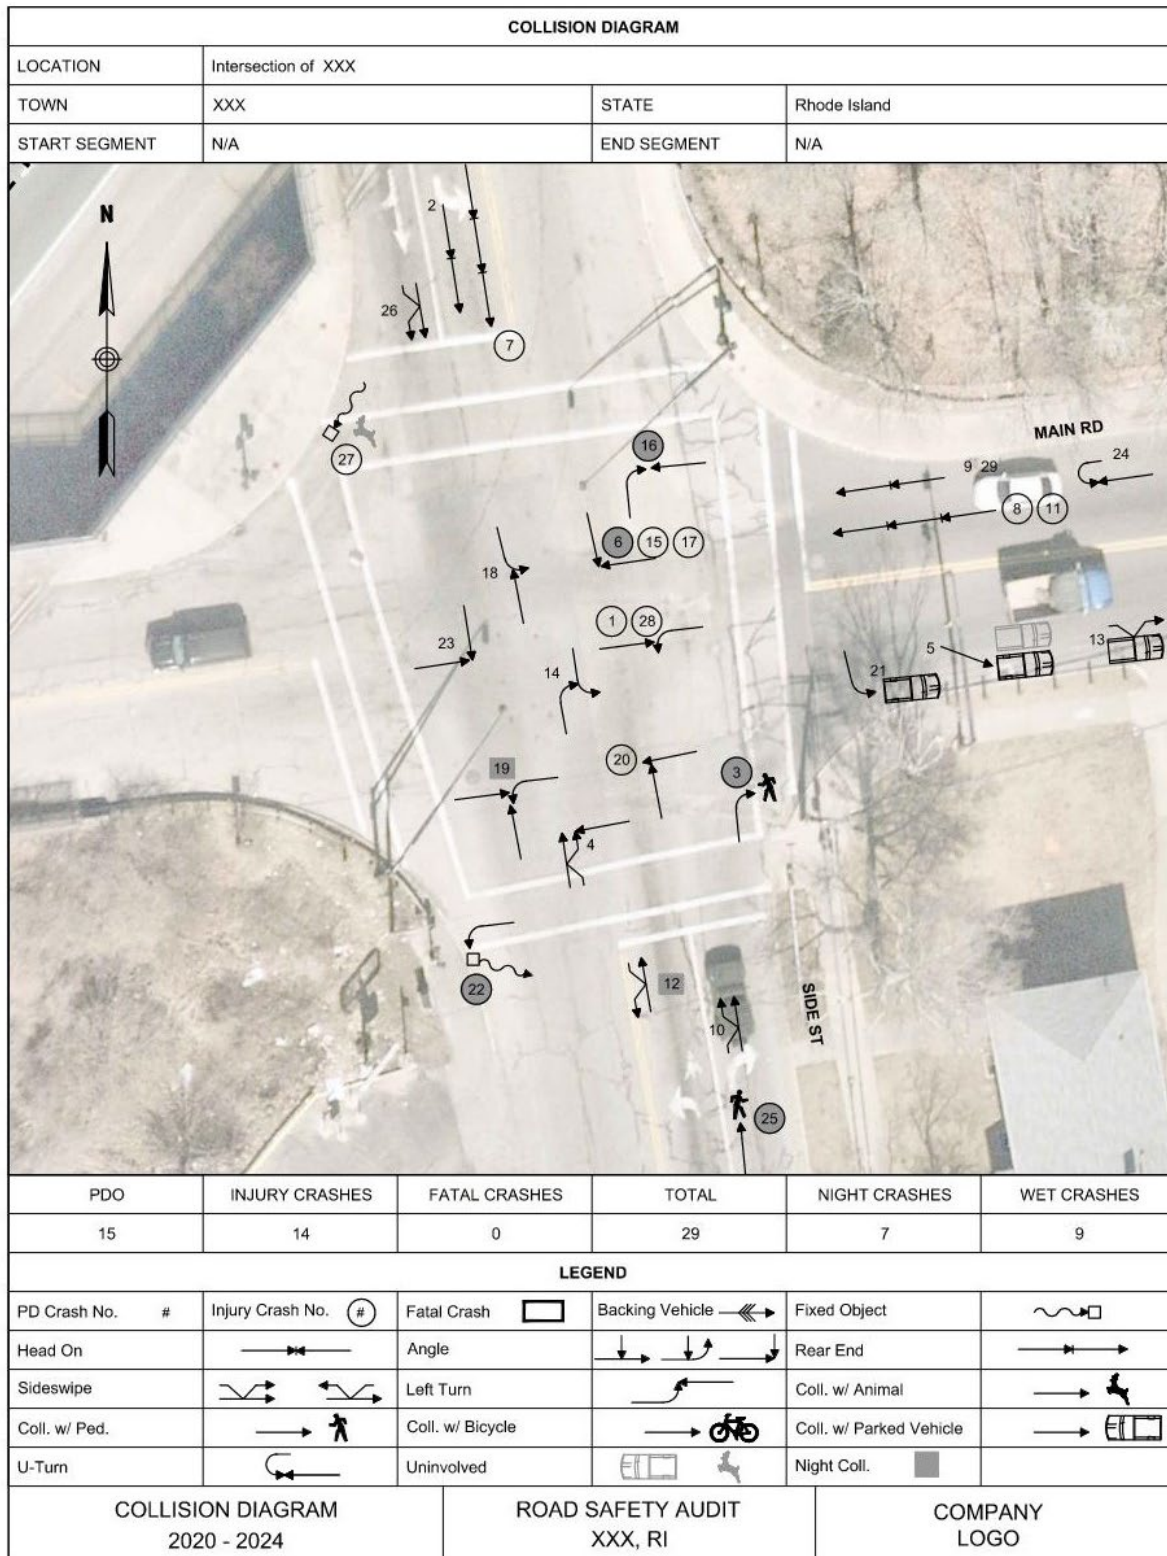 COLLISION DIAGRAM
LOCATION Intersection of XXX
TOWN XXX STATE Rhode Island
START SEGMENT N/A END SEGMENT N/A
N
2
26
7
27
MAIN RD
16
9 29
24
8 11
6 15 17
18
1 28
23
14
5
13
21
20
19
3
4
22
12
10
SIDE ST
25
PDO INJURY CRASHES FATAL CRASHES TOTAL NIGHT CRASHES WET CRASHES
15 14 0 29 7 9
LEGEND
PD Crash No. # Injury Crash No. # Fatal Crash Backing Vehicle Fixed Object
Head On Angle Rear End
Sideswipe Left Turn Coll. w/ Animal
Coll. w/ Ped. Coll. w/ Bicycle Coll. w/ Parked Vehicle
U-Turn Uninvolved Night Coll.
COLLISION DIAGRAM ROAD SAFETY AUDIT COMPANY
2020 - 2024 XXX, RI LOGO